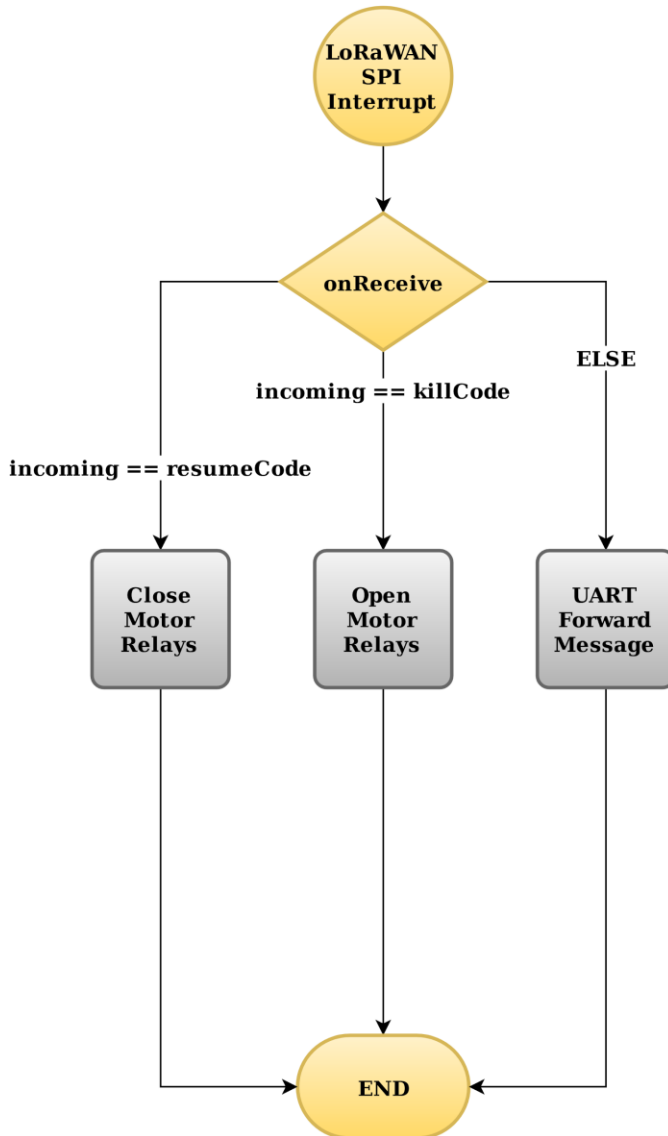 LoRaWAN
SPI
Interrupt
onReceive
ELSE
incoming == killCode
incoming == resumeCode
Close
Motor
Relays
Open
Motor
Relays
UART
Forward
Message
END